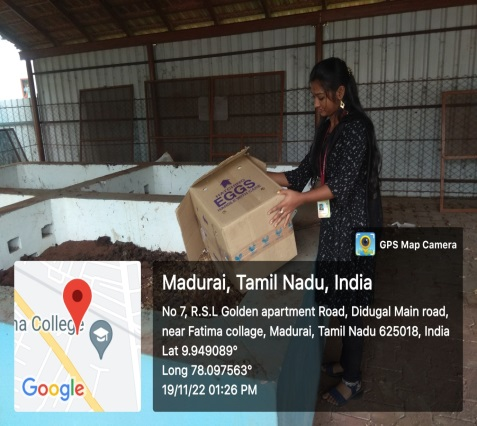 EGGS
GPS Map Camera
Madurai, Tamil Nadu, India
No 7, R.S.L Golden apartment Road, Didugal Main road,
near Fatima collage, Madurai, Tamil Nadu 625018, India
Lat 9.949089°
Long 78.097563°
19/11/22 01:26 PM
na College
Google